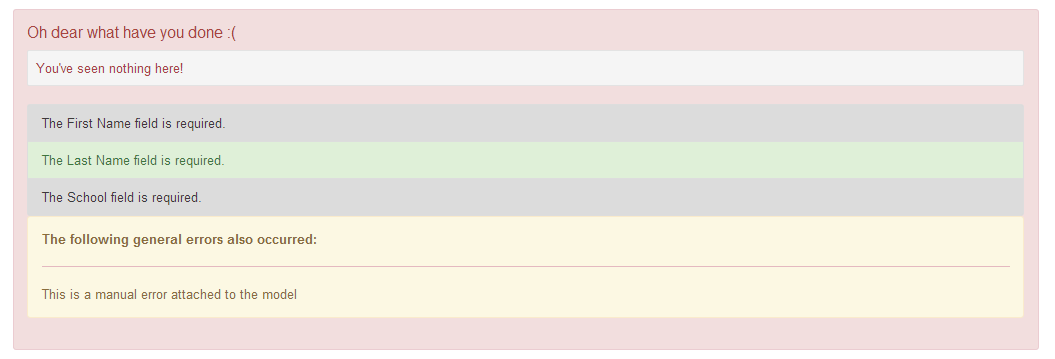 Oh dear what have you done :(
You've seen nothing here!
The First Name field is required.
The Last Name field is required.
The School field is required.
The following general errors also occurred:
This is a manual error attached to the model